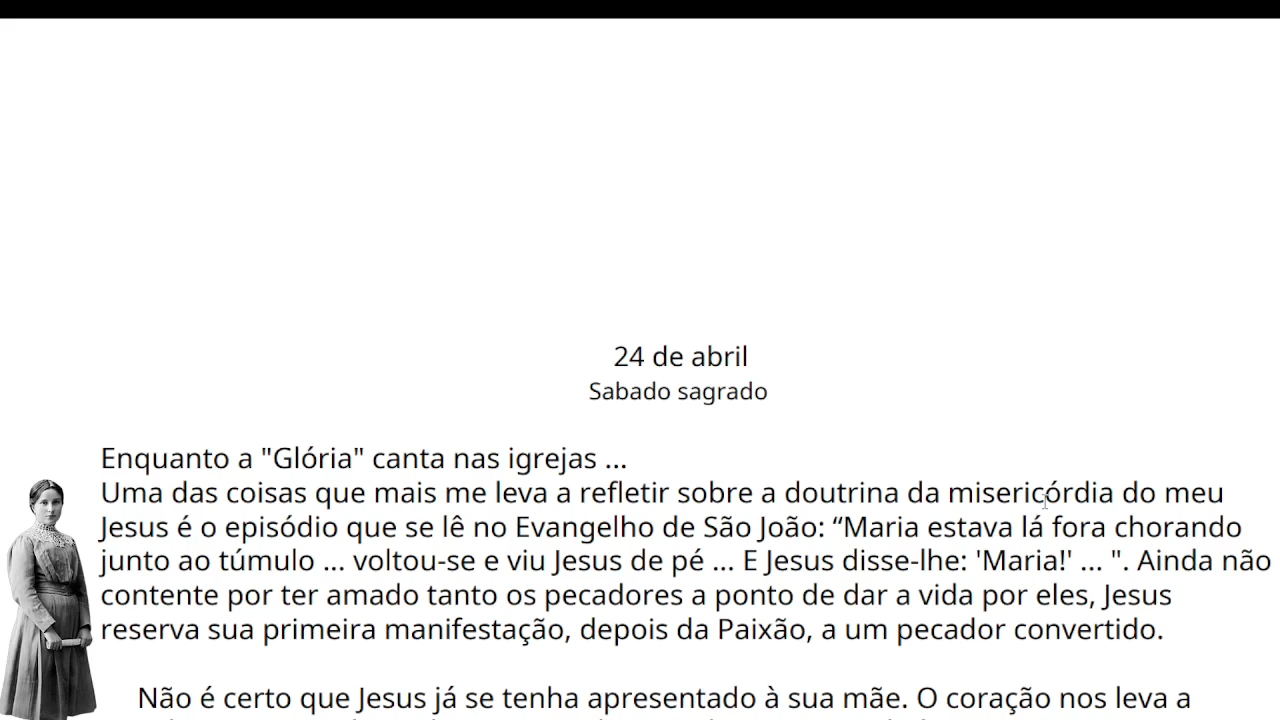 24 de abril
Sabado sagrado
Enquanto a "Glória" canta nas igrejas ...
Uma das coisas que mais me leva a refletir sobre a doutrina da misericórdia do meu
Jesus é o episódio que se lê no Evangelho de São João: “Maria estava lá fora chorando
junto ao túmulo ... voltou-se e viu Jesus de pé ... E Jesus disse-lhe: 'Maria!' ... ". Ainda não
contente por ter amado tanto os pecadores a ponto de dar a vida por eles, Jesus
reserva sua primeira manifestação, depois da Paixão, a um pecador convertido.
Não é certo que Jesus já se tenha apresentado à sua mãe. O coração nos leva a